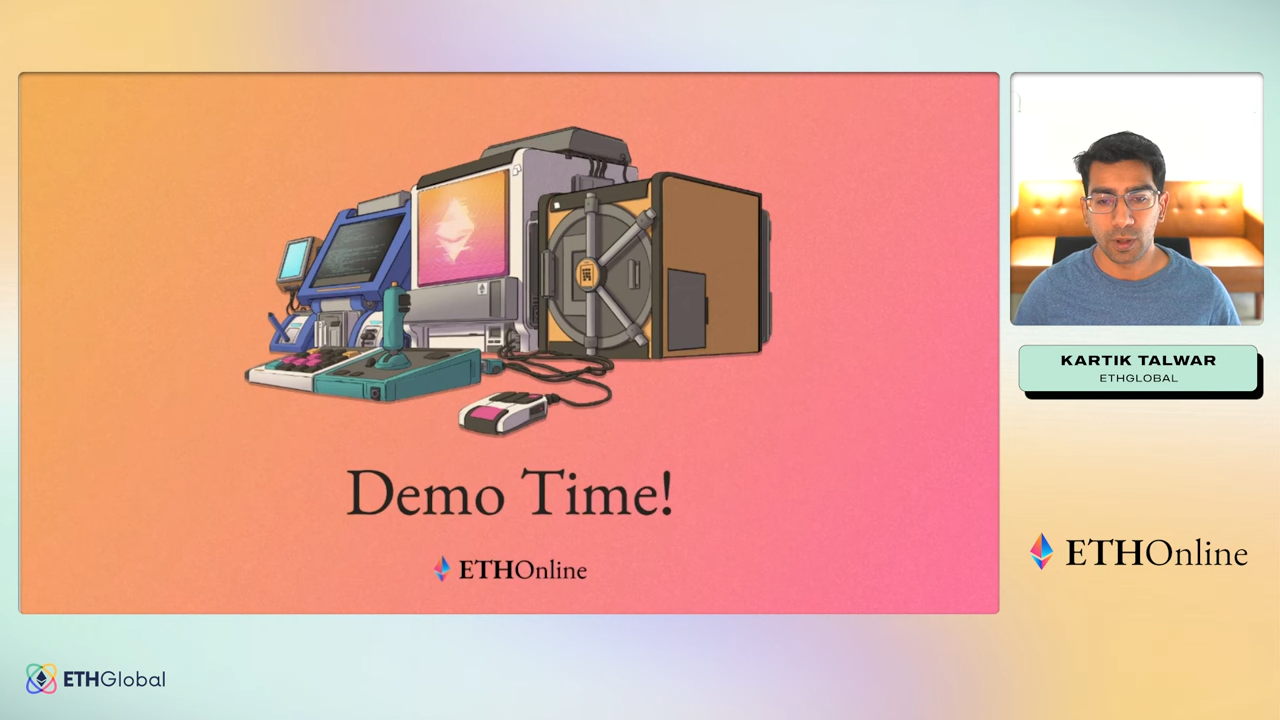 Demo Time!
ETHOnline
KARTIK TALWAR
ETHGLOBAL
ETHOnline
ETHGlobal